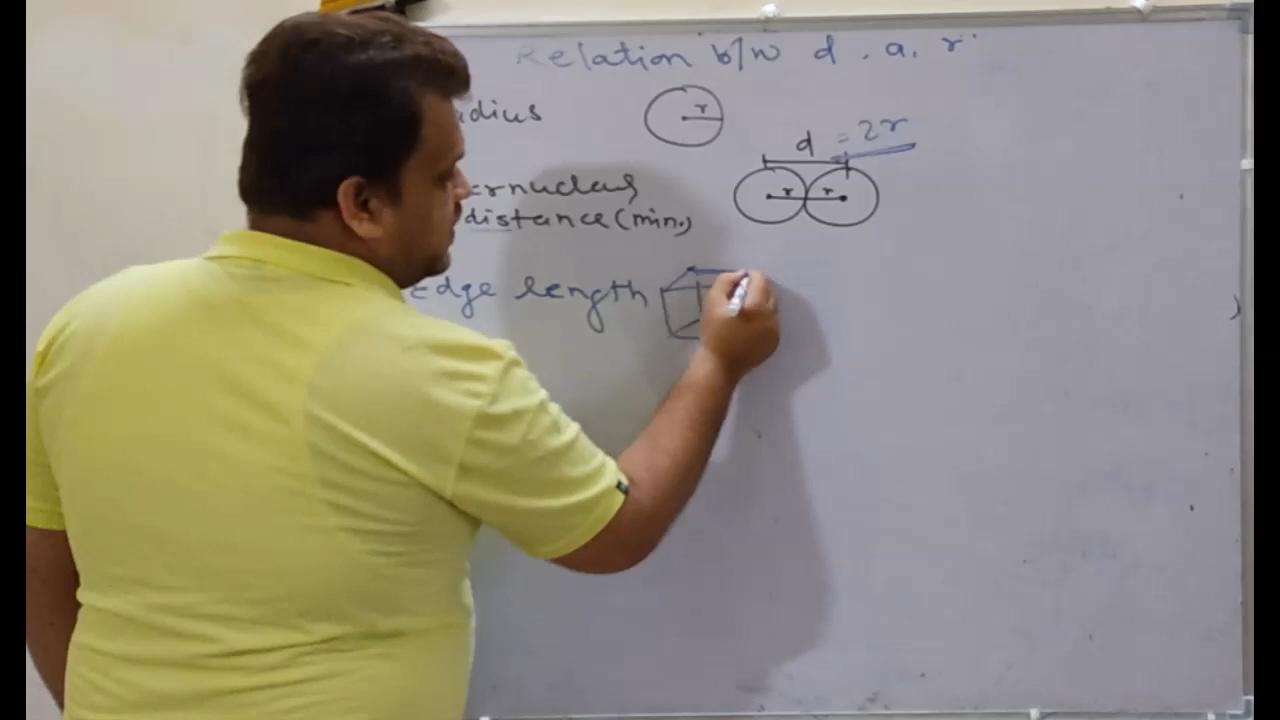 Relation b/w d, a, r
adius
r
d = 2r
ernuclear
r r
distance (min.)
Edge length